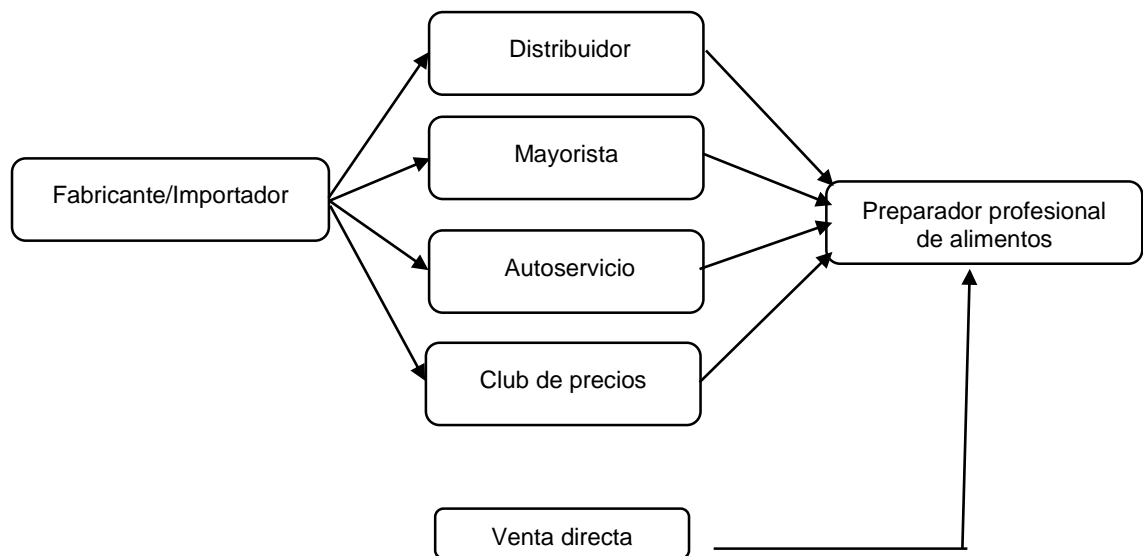 Distribuidor
Mayorista
Fabricante/Importador
Preparador profesional
de alimentos
Autoservicio
Club de precios
Venta directa